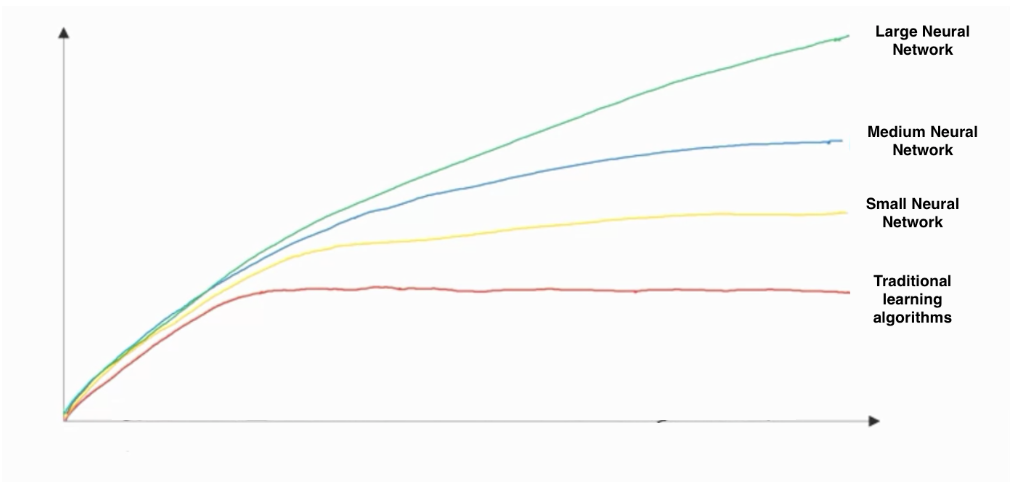 Large Neural
Network
Medium Neural
Network
Small Neural
Network
Traditional
learning
algorithms